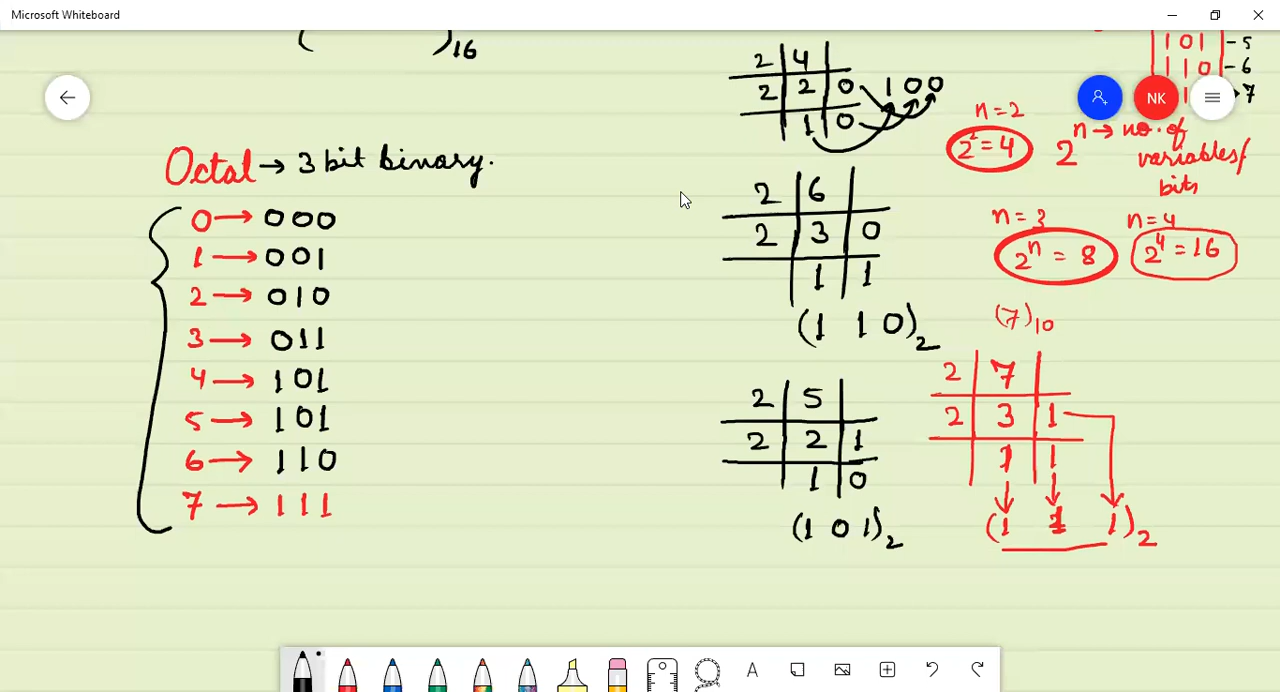 Microsoft Whiteboard
( )16
Octal → 3 bit binary.
0 → 000
1 → 001
2 → 010
3 → 011
4 → 101
5 → 101
6 → 110
7 → 111
2 4
2 2 0 100
1 0
2 6
2 3 0
1 1
(1 1 0)2
2 5
2 2 1
1 0
(1 0 1)2
101 - 5
110 - 6
7
NK
n=2
2² = 4
2ⁿ → no. of
variables/
bits
n=3
2ⁿ = 8
n=4
2⁴ = 16
(7)10
2 7
2 3 1
1 1
(1 1 1)2
A